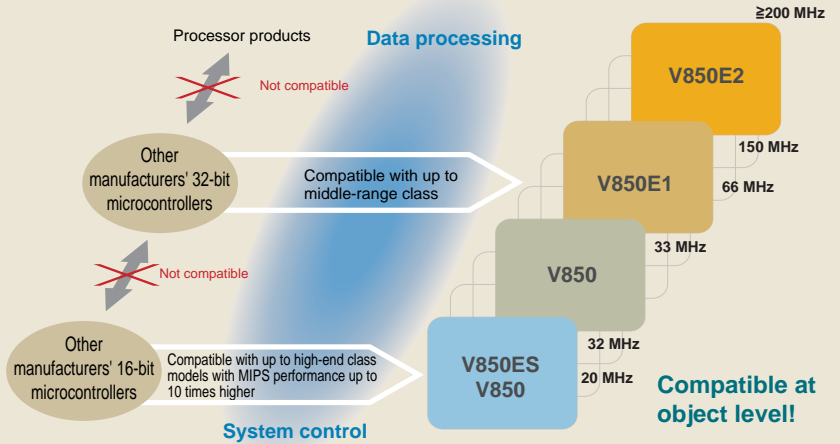 ≧200 MHz
Processor products
Data processing
V850E2
Not compatible
150 MHz
Other
manufacturers' 32-bit
microcontrollers
Compatible with up to
middle-range class
V850E1
66 MHz
33 MHz
Not compatible
V850
Other
manufacturers' 16-bit
microcontrollers
Compatible with up to high-end class
models with MIPS performance up to
10 times higher
32 MHz
V850ES
V850
20 MHz
Compatible at
object level!
System control